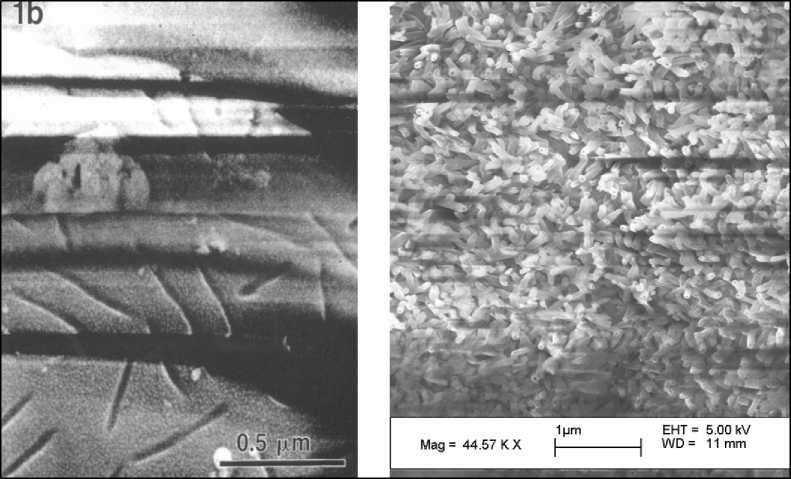 1b
0.5 μm
Mag = 44.57 K X
1μm
EHT = 5.00 kV
WD = 11 mm